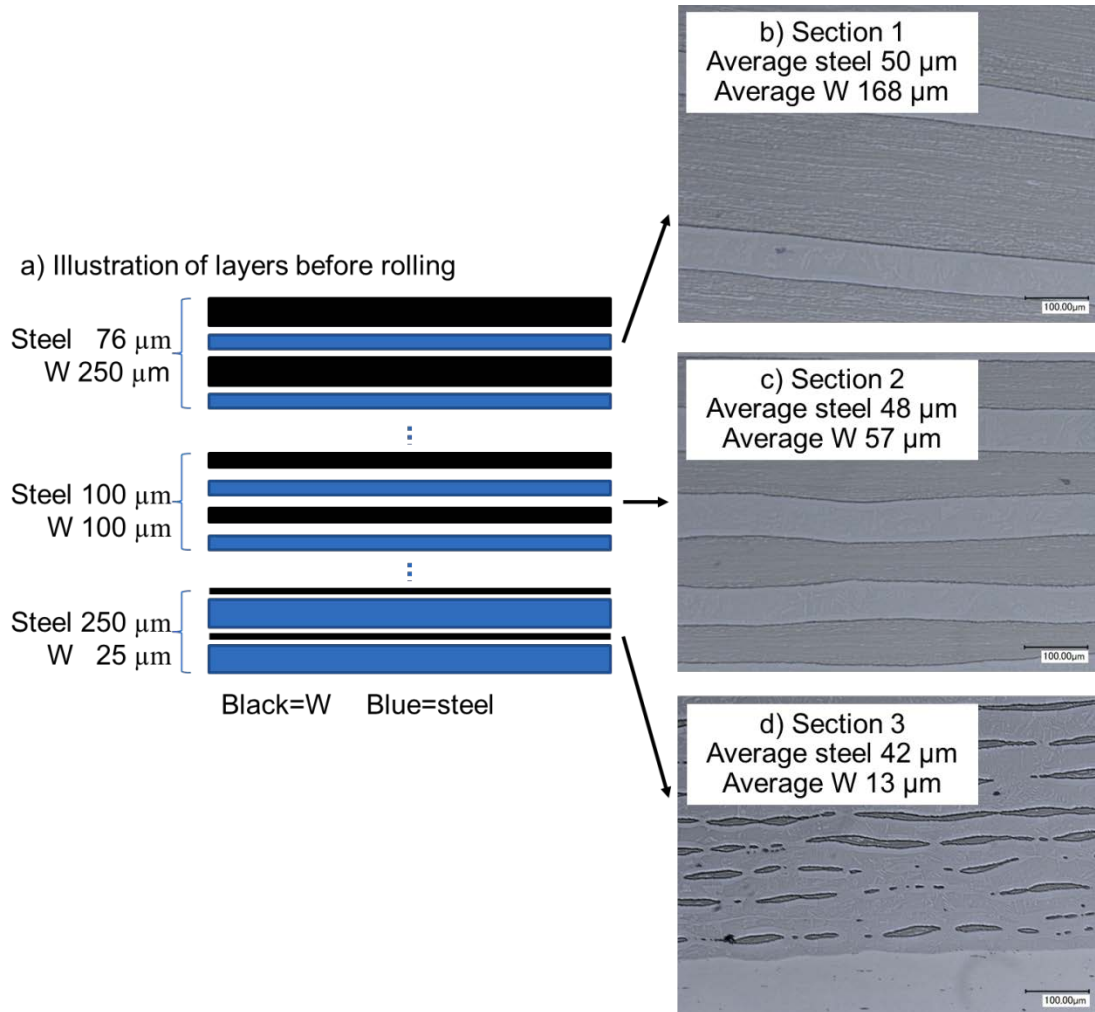 a) Illustration of layers before rolling
Steel 76 µm
W 250 µm
Steel 100 µm
W 100 µm
Steel 250 µm
W 25 µm
Black=W Blue=steel
b) Section 1
Average steel 50 µm
Average W 168 µm
100.00µm
c) Section 2
Average steel 48 µm
Average W 57 µm
100.00µm
d) Section 3
Average steel 42 µm
Average W 13 µm
100.00µm